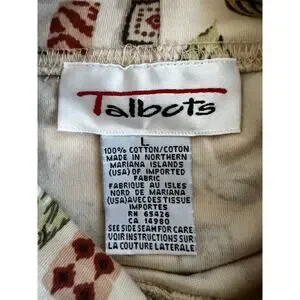 Talbots
L
100% COTTON/COTON
MADE IN NORTHERN
MARIANA ISLANDS
(USA) OF IMPORTED
FABRIC
FABRIQUE AU ISLES
NORD DE MARIANA
(USA)AVEC DES TISSUE
IMPORTES
RN 65426
CA 14980
SEE SIDE SEAM FOR CARE
VOIR INSTRUCTIONS SUR
LA COUTURE LATERALE